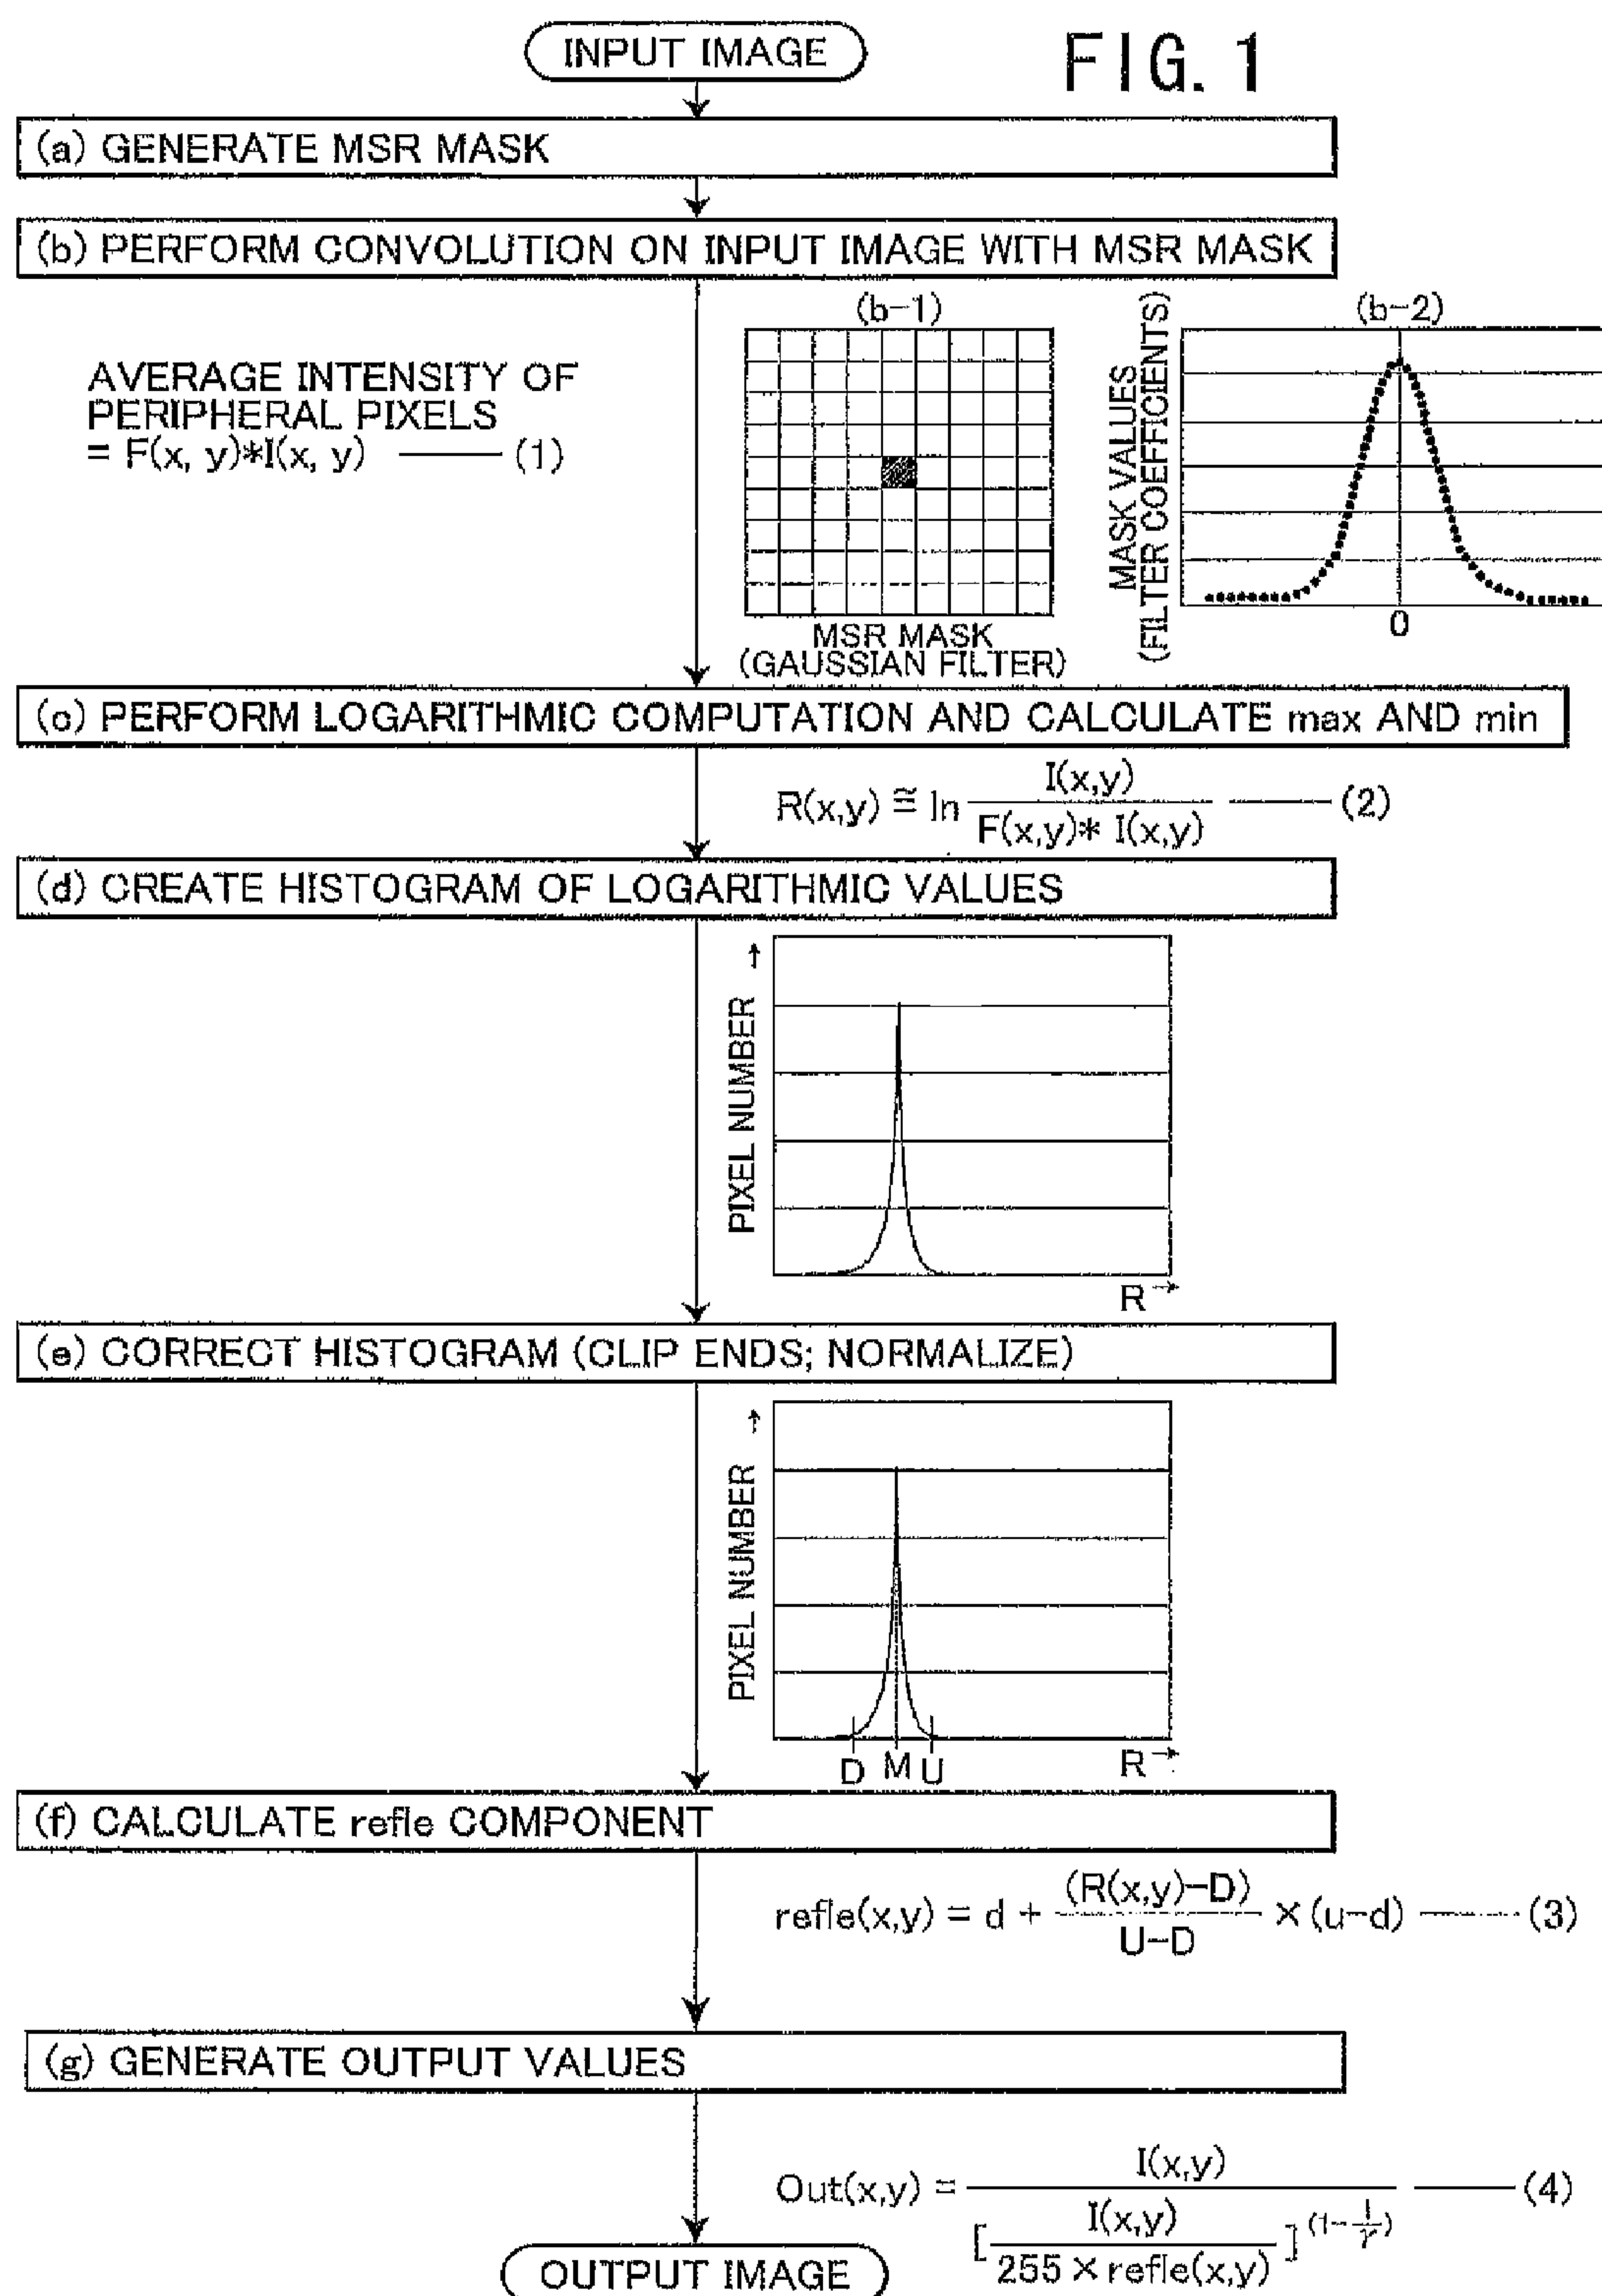 INPUT IMAGE
FIG. 1
(a) GENERATE MSR MASK
(b) PERFORM CONVOLUTION ON INPUT IMAGE WITH MSR MASK
AVERAGE INTENSITY OF
PERIPHERAL PIXELS
= F(x, y)*I(x, y) ——— (1)
(b-1)
MSR MASK
(GAUSSIAN FILTER)
(b-2)
MASK VALUES
(FILTER COEFFICIENTS)
0
(c) PERFORM LOGARITHMIC COMPUTATION AND CALCULATE max AND min
R(x,y) ≅ ln I(x,y) / F(x,y)* I(x,y) ——— (2)
(d) CREATE HISTOGRAM OF LOGARITHMIC VALUES
PIXEL NUMBER →
R →
(e) CORRECT HISTOGRAM (CLIP ENDS; NORMALIZE)
PIXEL NUMBER →
D M U R →
(f) CALCULATE refle COMPONENT
refle(x,y) = d + (R(x,y)-D) / U-D × (u-d) ——— (3)
(g) GENERATE OUTPUT VALUES
Out(x,y) = I(x,y) / [ I(x,y) / 255 × refle(x,y) ]^(1-1/γ) ——— (4)
OUTPUT IMAGE